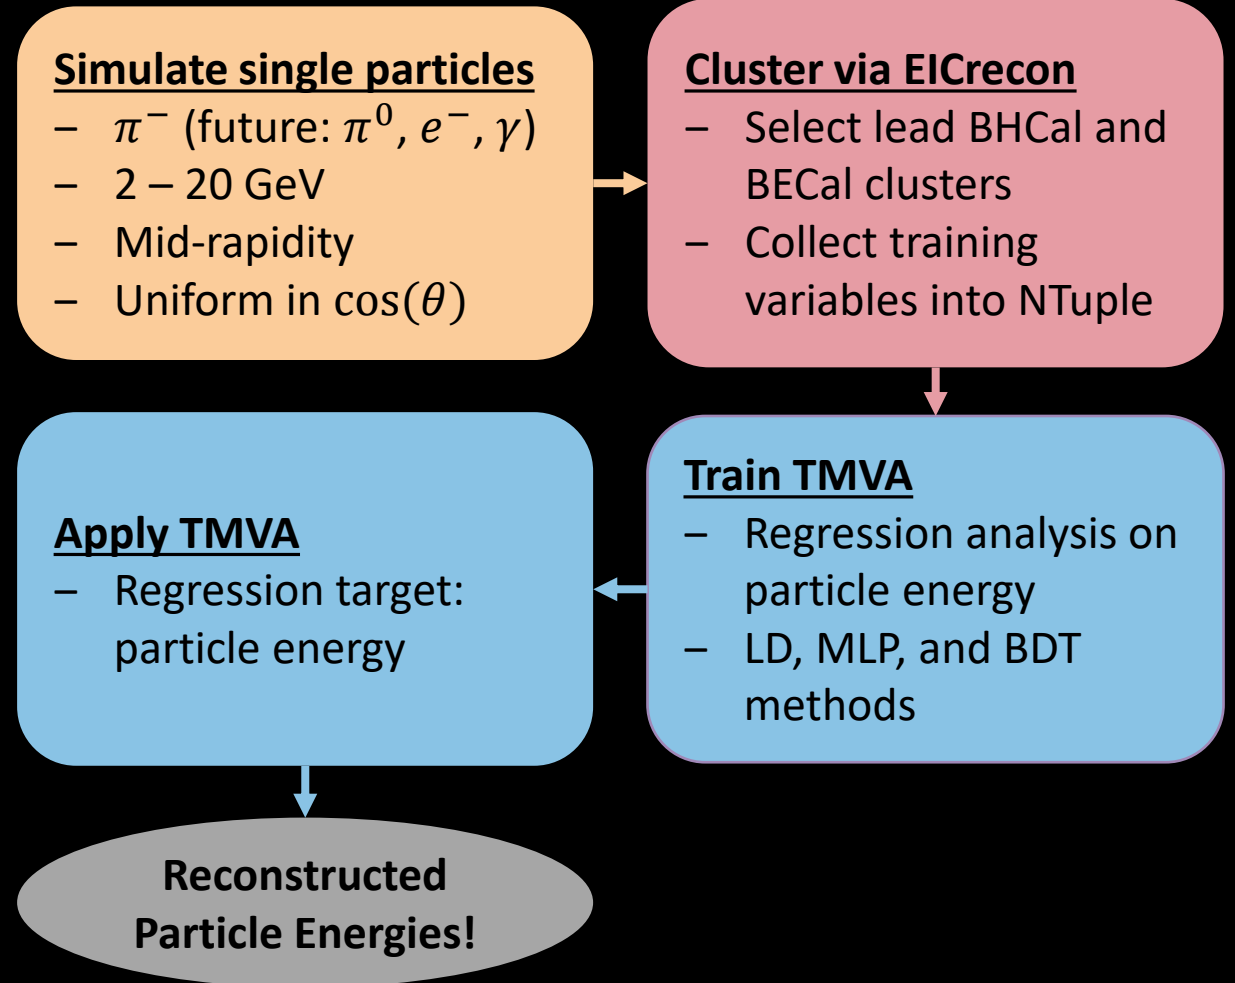 Simulate single particles
– π⁻ (future: π⁰, e⁻, γ)
– 2 – 20 GeV
– Mid-rapidity
– Uniform in cos(θ)
Cluster via EICrecon
– Select lead BHCal and
BECal clusters
– Collect training
variables into NTuple
Train TMVA
– Regression analysis on
particle energy
– LD, MLP, and BDT
methods
Apply TMVA
– Regression target:
particle energy
Reconstructed
Particle Energies!